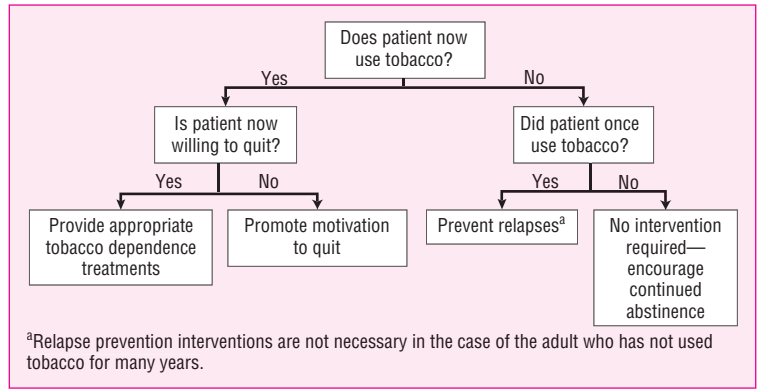 Does patient now
use tobacco?
Yes
No
Is patient now
willing to quit?
Did patient once
use tobacco?
Yes
No
Yes
No
Provide appropriate
tobacco dependence
treatments
Promote motivation
to quit
Prevent relapsesᵃ
No intervention
required—
encourage
continued
abstinence
ᵃRelapse prevention interventions are not necessary in the case of the adult who has not used
tobacco for many years.